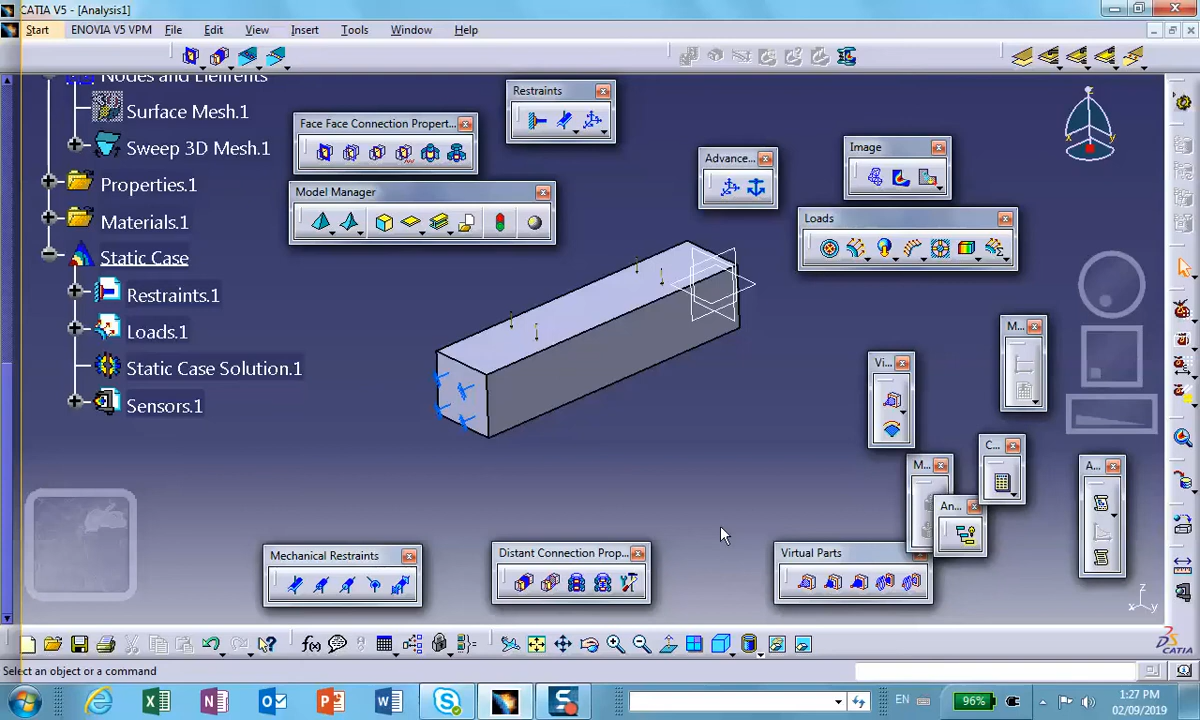 CATIA V5 - [Analysis1]
Start ENOVIA V5 VPM File Edit View Insert Tools Window Help
Nodes and Elements
Surface Mesh.1
Sweep 3D Mesh.1
Properties.1
Materials.1
Static Case
Restraints.1
Loads.1
Static Case Solution.1
Sensors.1
Restraints
Face Face Connection Propert...
Model Manager
Advance...
Image
Loads
M...
Vi...
C...
M...
An...
A...
Mechanical Restraints
Distant Connection Prop...
Virtual Parts
z
x y
z
x y
f(x)
CATIA
Select an object or a command
EN
96%
1:27 PM
02/09/2019